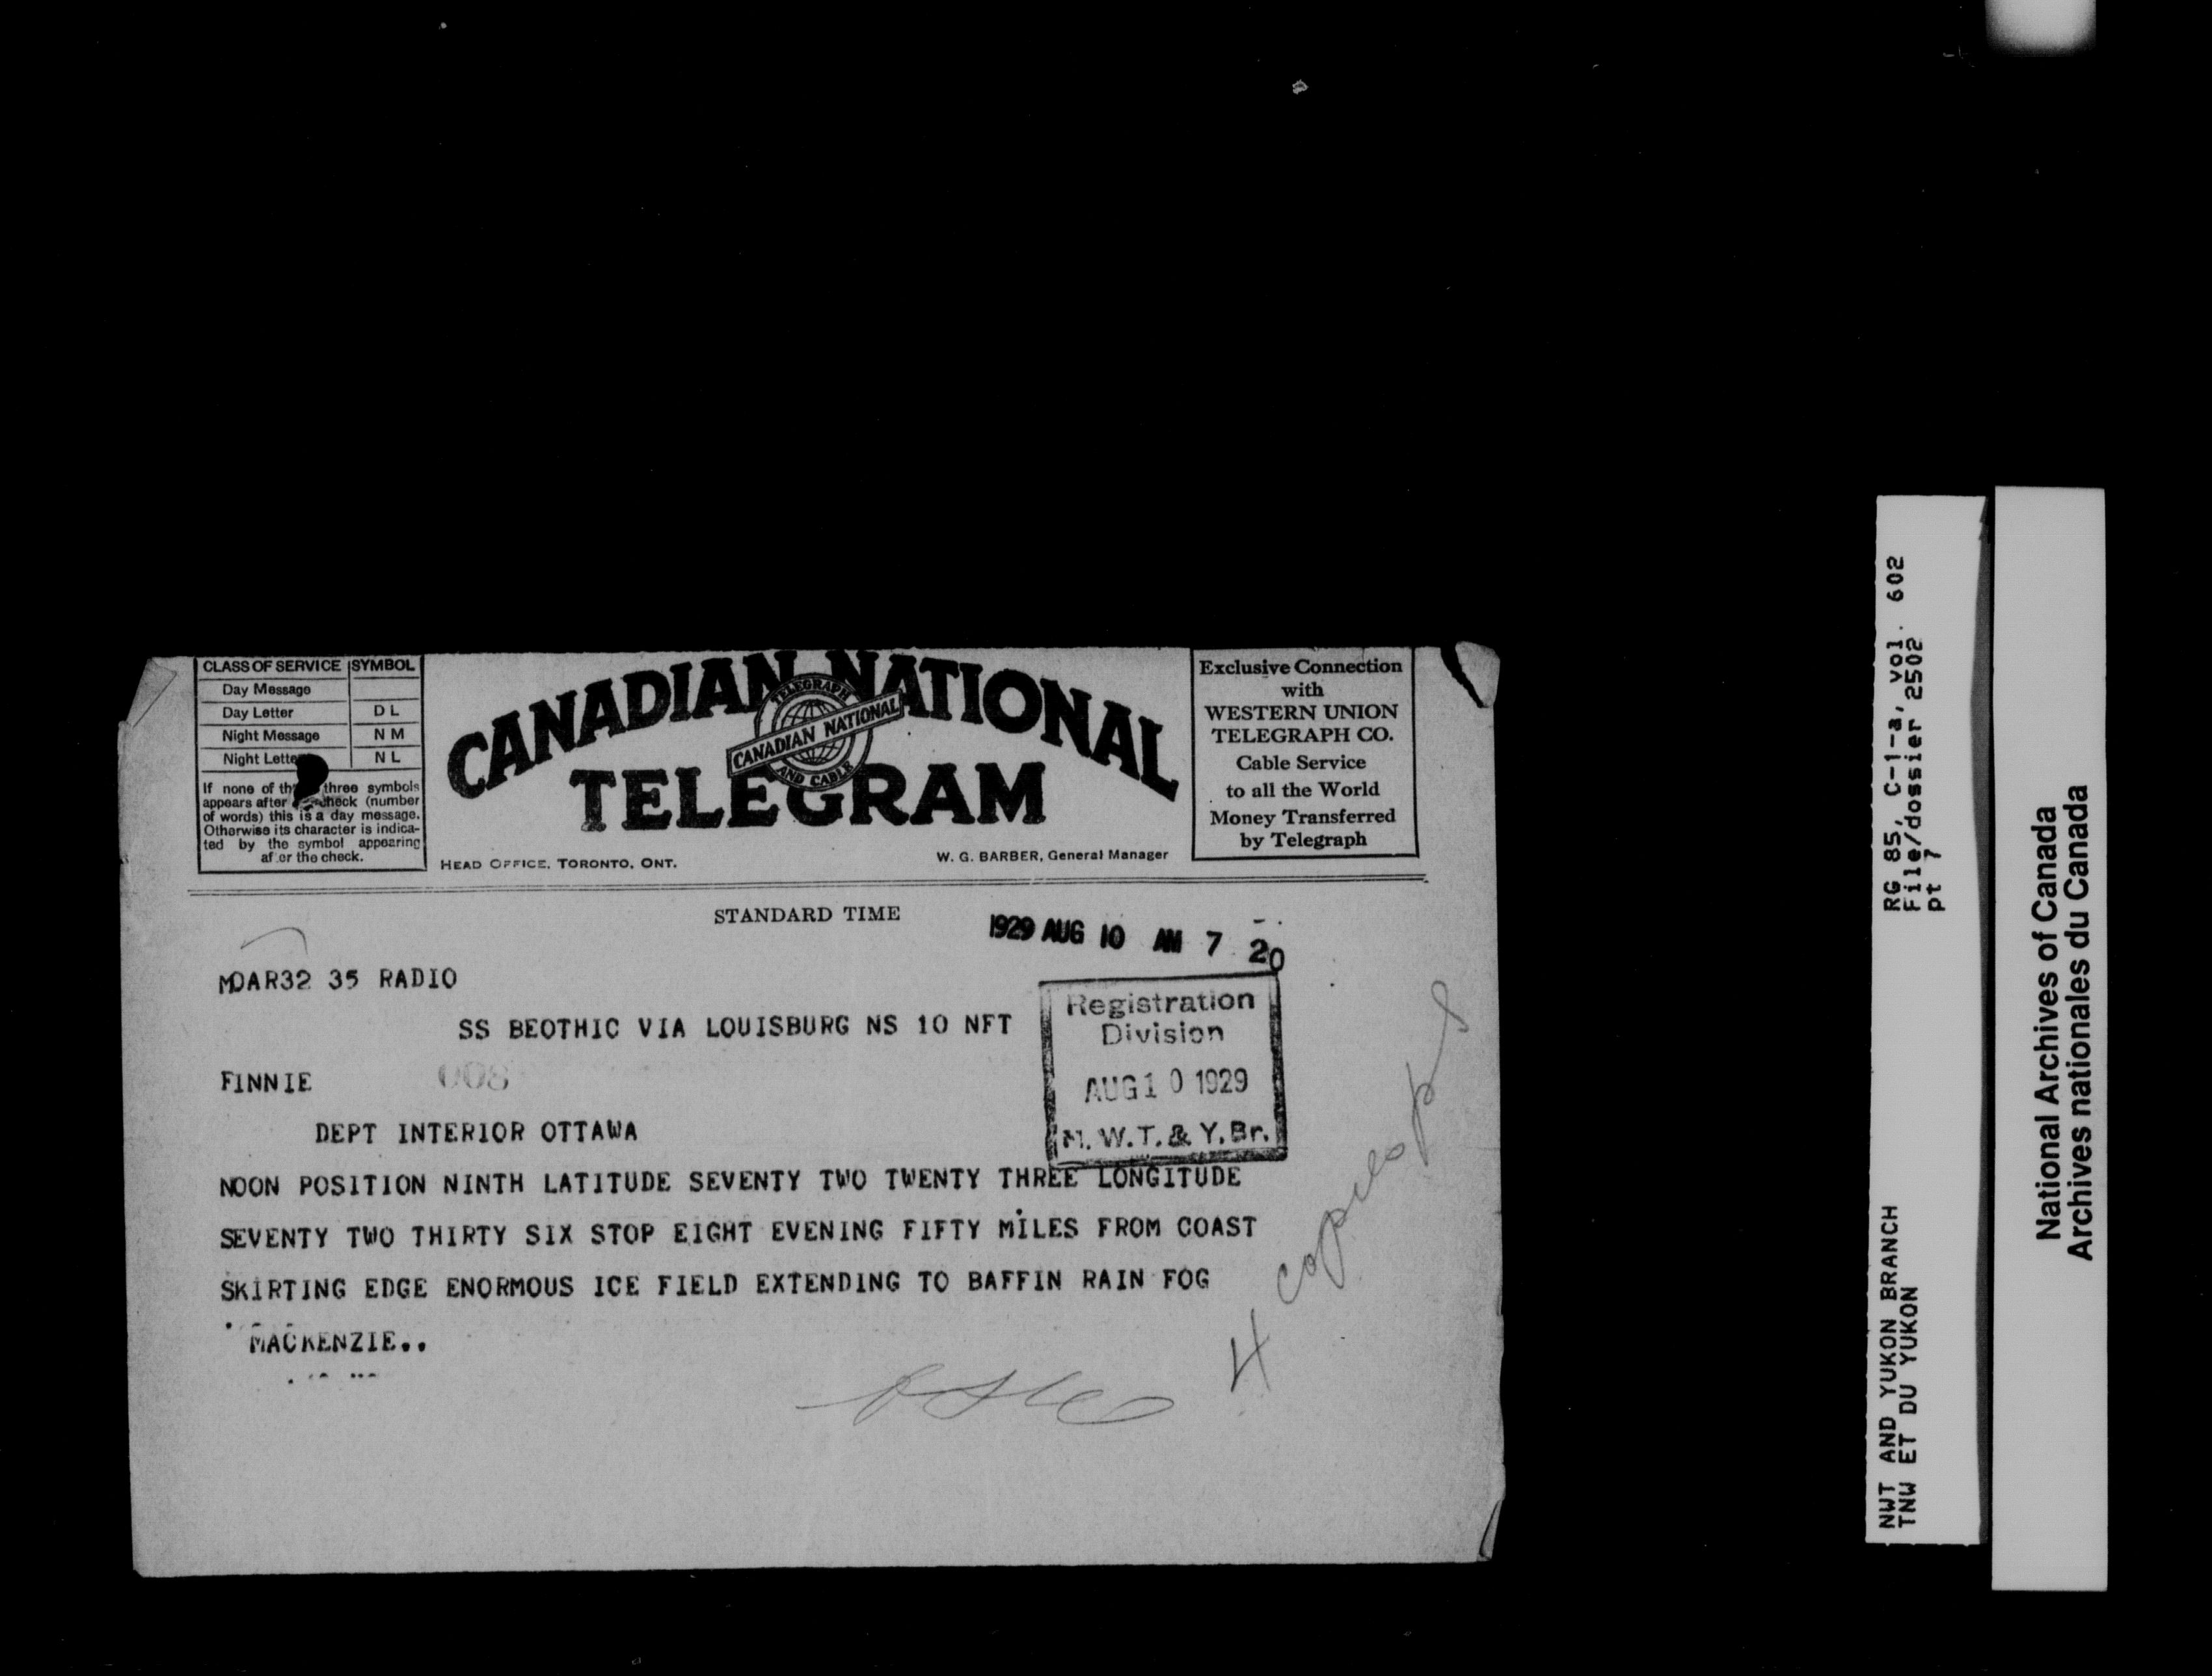 CLASS OF SERVICE SYMBOL
Day Message
Day Letter D L
Night Message N M
Night Letter N L
If none of the three symbols
appears after check (number
of words) this is a day message.
Otherwise its character is indica-
ted by the symbol appearing
after the check.
CANADIAN NATIONAL
TELEGRAM
TELEGRAPH
CANADIAN NATIONAL
AND CABLE
HEAD OFFICE, TORONTO, ONT.
W. G. BARBER, General Manager
Exclusive Connection
with
WESTERN UNION
TELEGRAPH CO.
Cable Service
to all the World
Money Transferred
by Telegraph
STANDARD TIME
1929 AUG 10 AM 7 20
MOAR32 35 RADIO
SS BEOTHIC VIA LOUISBURG NS 10 NFT
Registration
Division
AUG 10 1929
N. W. T. & Y. Br.
FINNIE
008
DEPT INTERIOR OTTAWA
NOON POSITION NINTH LATITUDE SEVENTY TWO TWENTY THREE LONGITUDE
SEVENTY TWO THIRTY SIX STOP EIGHT EVENING FIFTY MILES FROM COAST
SKIRTING EDGE ENORMOUS ICE FIELD EXTENDING TO BAFFIN RAIN FOG
MACKENZIE..
4 copies
RG 85, C-1-a, vol. 602
File/dossier 2502
pt 7
NWT AND YUKON BRANCH
TNW ET DU YUKON
National Archives of Canada
Archives nationales du Canada